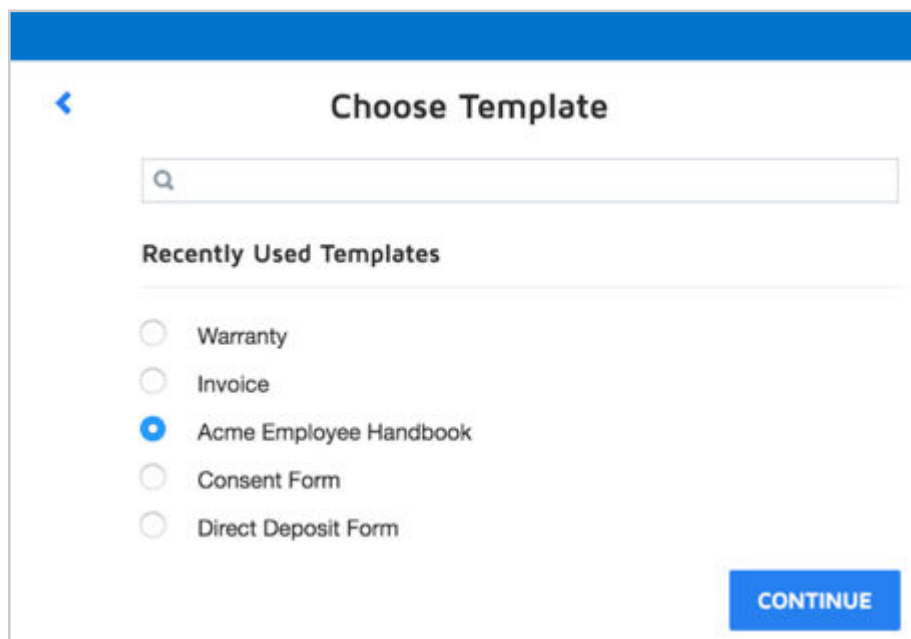 Choose Template
Recently Used Templates
Warranty
Invoice
Acme Employee Handbook
Consent Form
Direct Deposit Form
CONTINUE